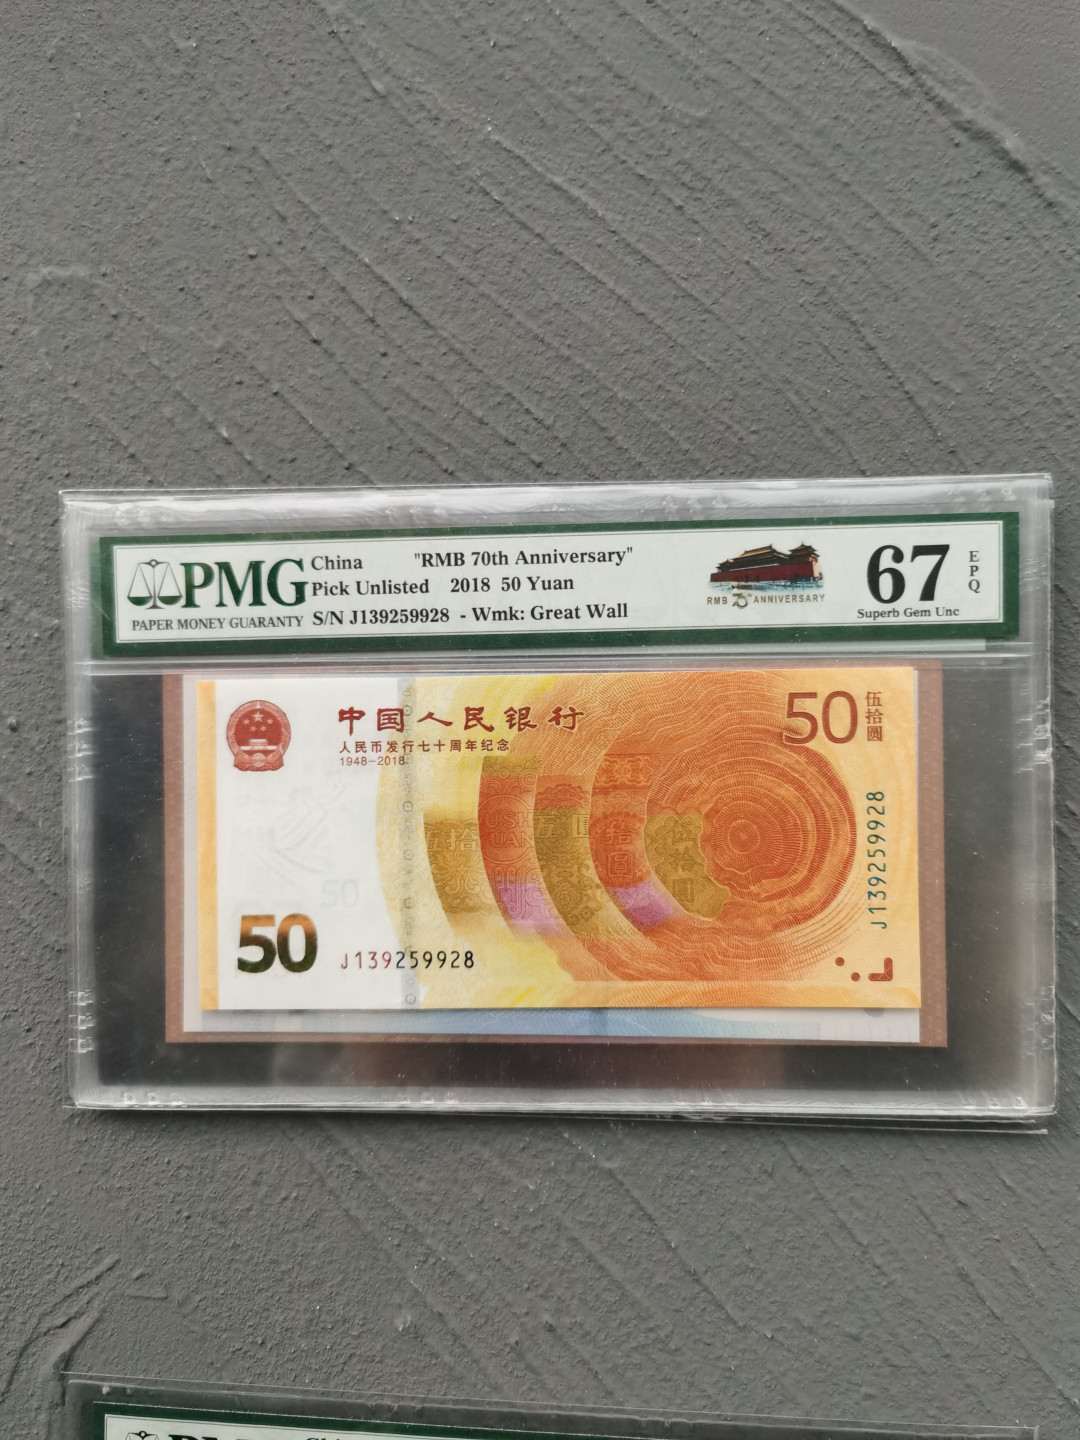 PMG
PAPER MONEY GUARANTY
China "RMB 70th Anniversary"
Pick Unlisted 2018 50 Yuan
S/N J139259928 - Wmk: Great Wall
RMB 70th ANNIVERSARY
67 EPQ
Superb Gem Unc
中国人民银行
人民币发行七十周年纪念
1948-2018
50 伍拾圆
J139259928
50
J139259928